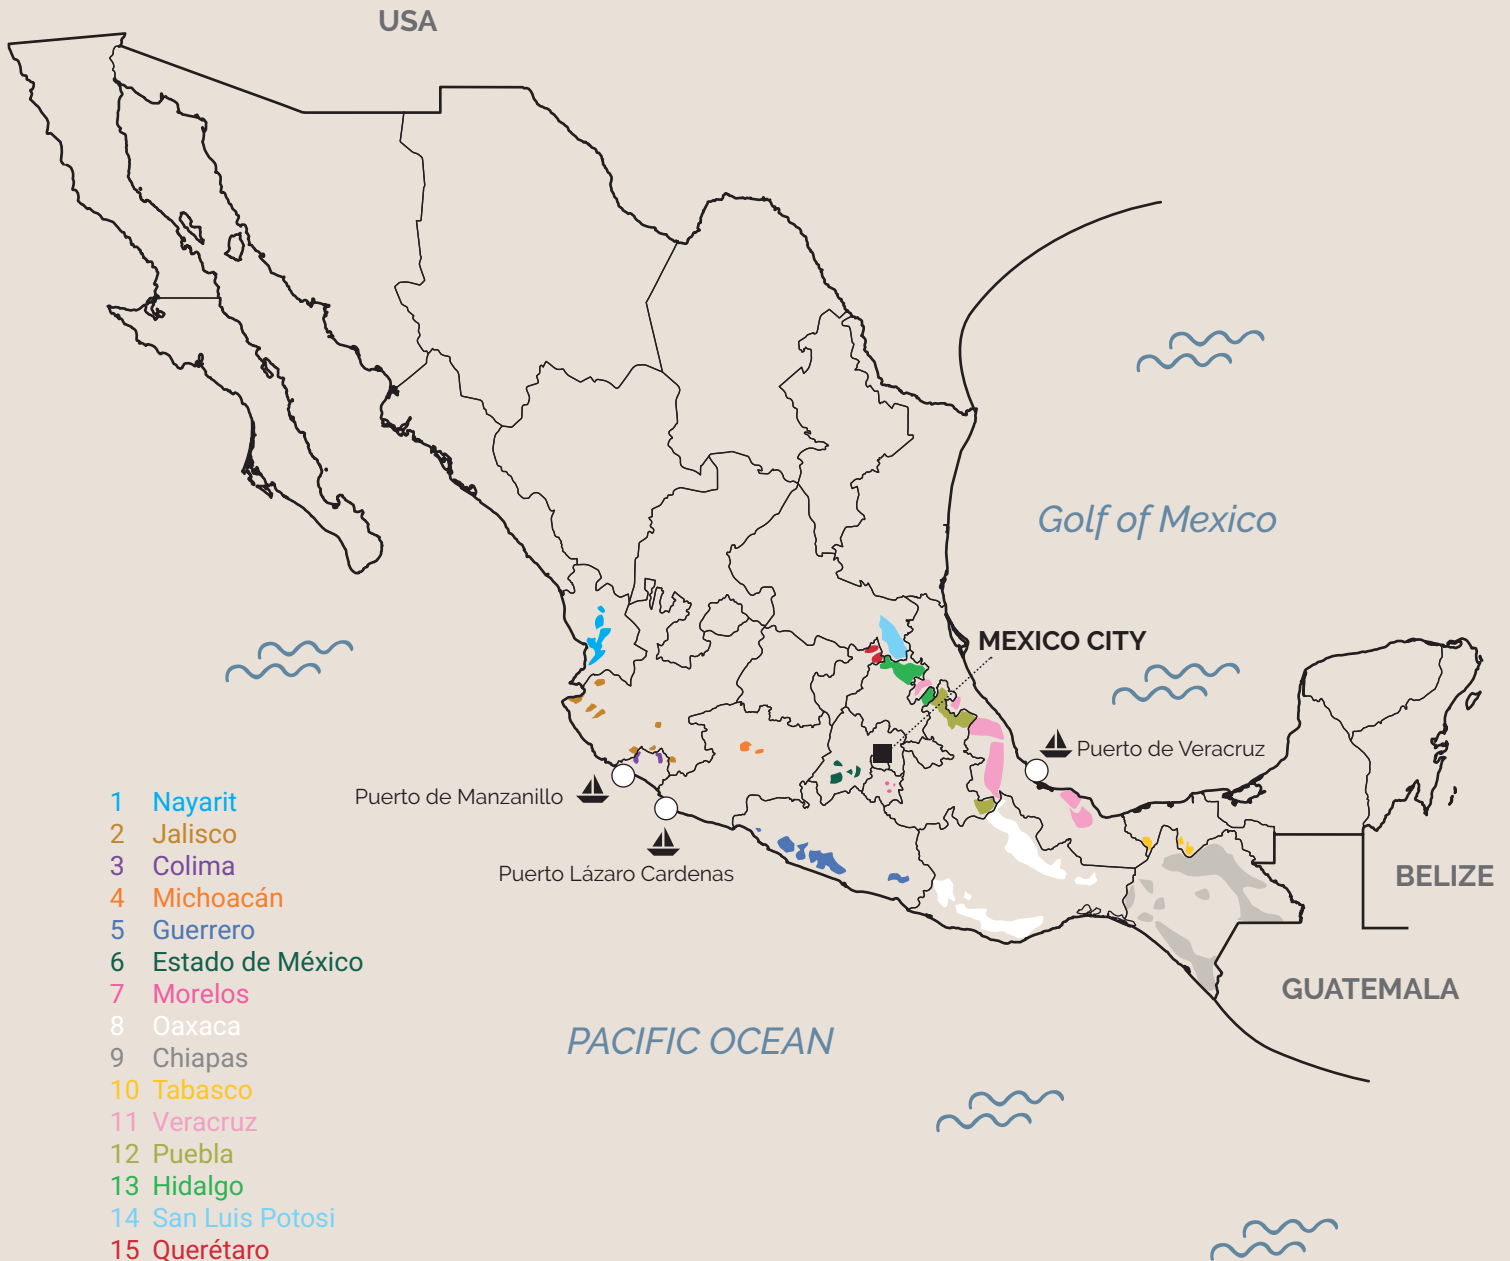 USA
Golf of Mexico
MEXICO CITY
Puerto de Veracruz
Puerto de Manzanillo
Puerto Lázaro Cardenas
BELIZE
GUATEMALA
PACIFIC OCEAN
1 Nayarit
2 Jalisco
3 Colima
4 Michoacán
5 Guerrero
6 Estado de México
7 Morelos
8 Oaxaca
9 Chiapas
10 Tabasco
11 Veracruz
12 Puebla
13 Hidalgo
14 San Luis Potosi
15 Querétaro